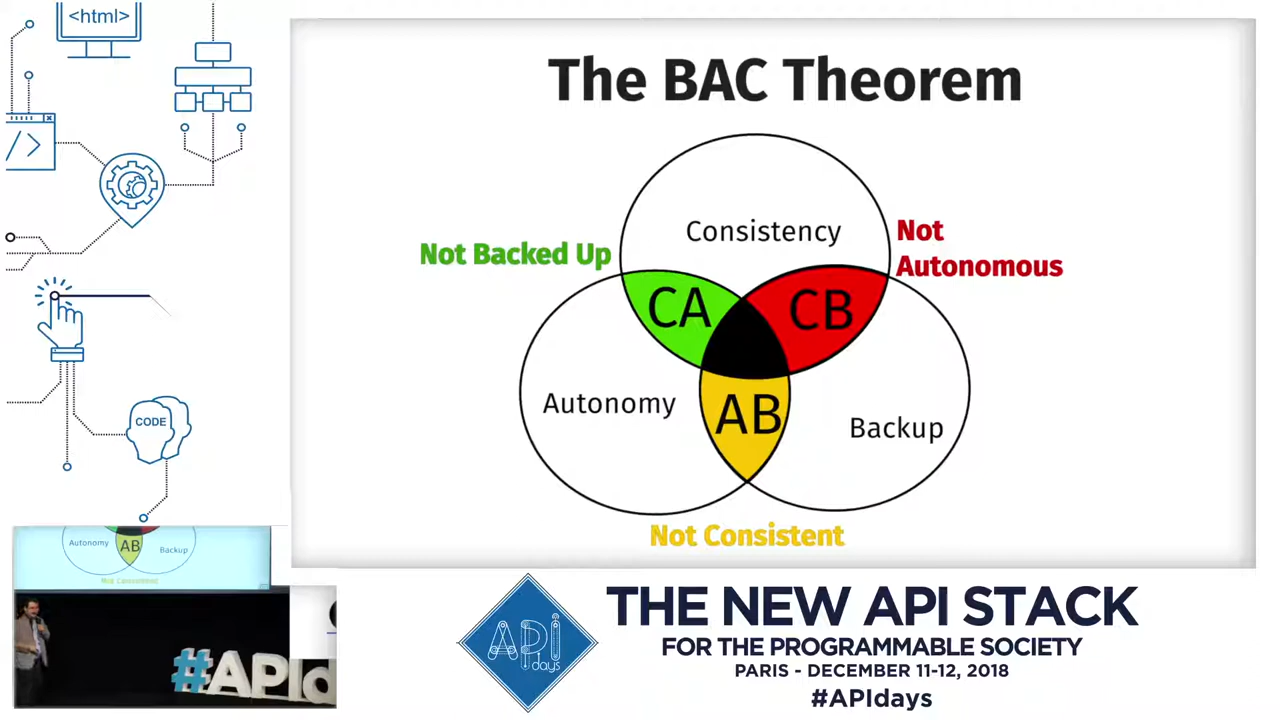 <html>
</>
CODE
The BAC Theorem
Consistency
Not Backed Up
Not
Autonomous
CA
CB
Autonomy
AB
Backup
Not Consistent
Autonomy
AB
Backup
Not Consistent
#APId
API
days
THE NEW API STACK
FOR THE PROGRAMMABLE SOCIETY
PARIS - DECEMBER 11-12, 2018
#APIdays